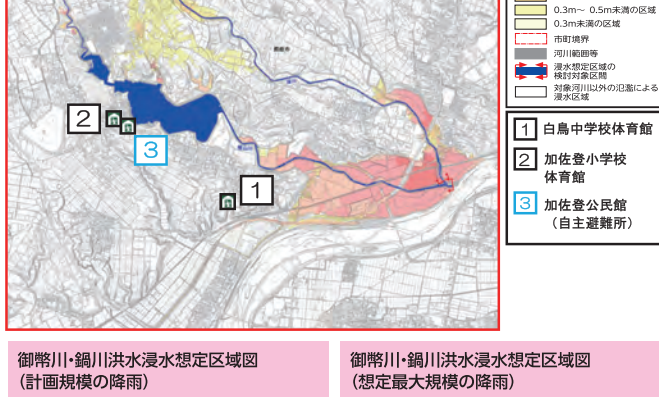 0.3m～ 0.5m未満の区域
0.3m未満の区域
市町境界
河川範囲等
浸水想定区域の
検討対象区間
対象河川以外の氾濫による
浸水区域
2
3
1
1 白鳥中学校体育館
2 加佐登小学校
体育館
3 加佐登公民館
（自主避難所）
御幣川・鍋川洪水浸水想定区域図
（計画規模の降雨）
御幣川・鍋川洪水浸水想定区域図
（想定最大規模の降雨）